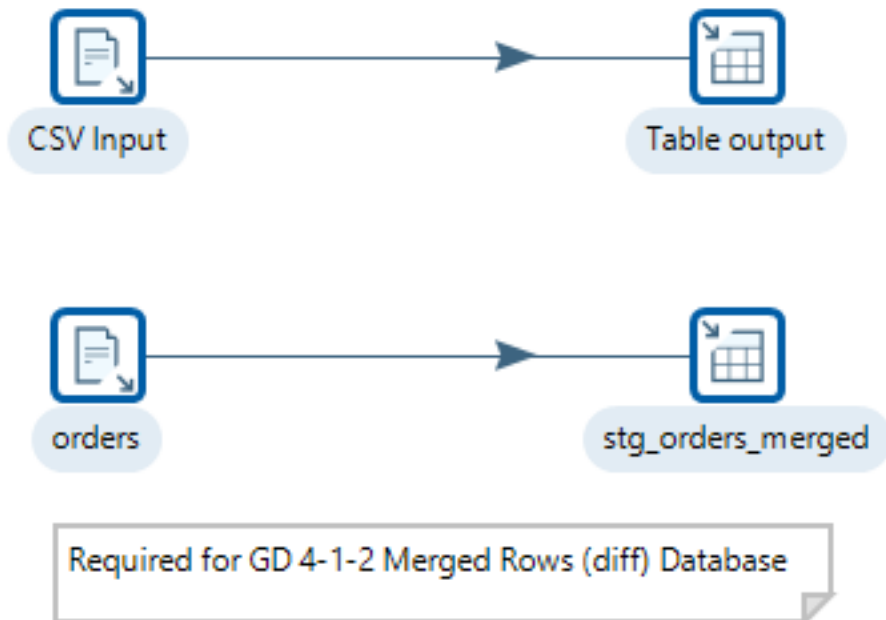 CSV Input
Table output
orders
stg_orders_merged
Required for GD 4-1-2 Merged Rows (diff) Database